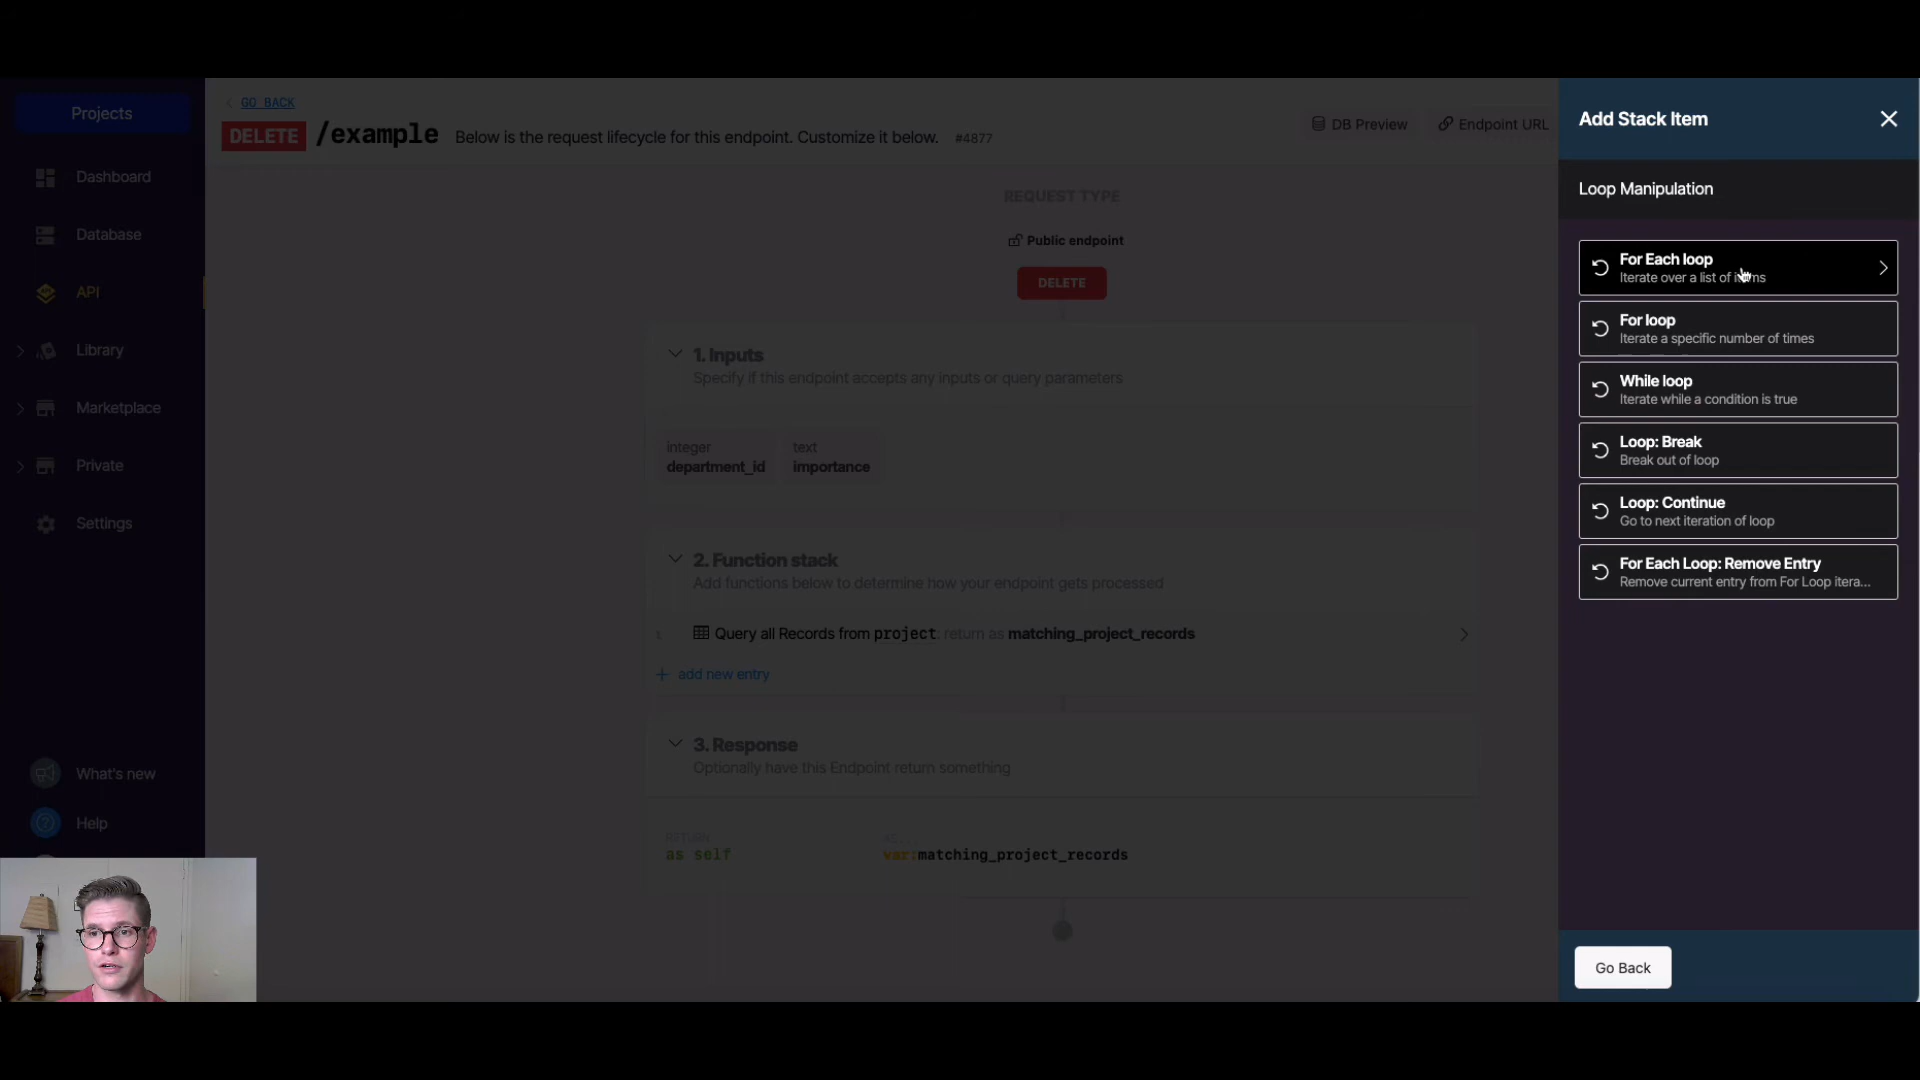 Projects
Dashboard
Database
API
Library
Marketplace
Private
Settings
What's new
Help
GO BACK
DELETE /example Below is the request lifecycle for this endpoint. Customize it below. #4877
DB Preview
Endpoint URL
REQUEST TYPE
Public endpoint
DELETE
1. Inputs
Specify if this endpoint accepts any inputs or query parameters
integer
department_id
text
importance
2. Function stack
Add functions below to determine how your endpoint gets processed
1. Query all Records from project: return as matching_project_records
+ add new entry
3. Response
Optionally have this Endpoint return something
RETURN
as self
AS...
var:matching_project_records
Add Stack Item
Loop Manipulation
For Each loop
Iterate over a list of items
For loop
Iterate a specific number of times
While loop
Iterate while a condition is true
Loop: Break
Break out of loop
Loop: Continue
Go to next iteration of loop
For Each Loop: Remove Entry
Remove current entry from For Loop itera...
Go Back